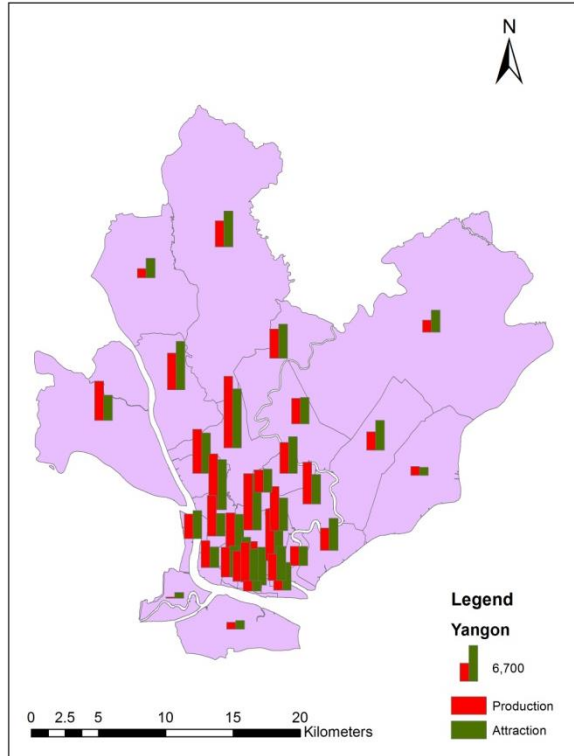 N
Legend
Yangon
6,700
Production
Attraction
0 2.5 5 10 15 20
Kilometers